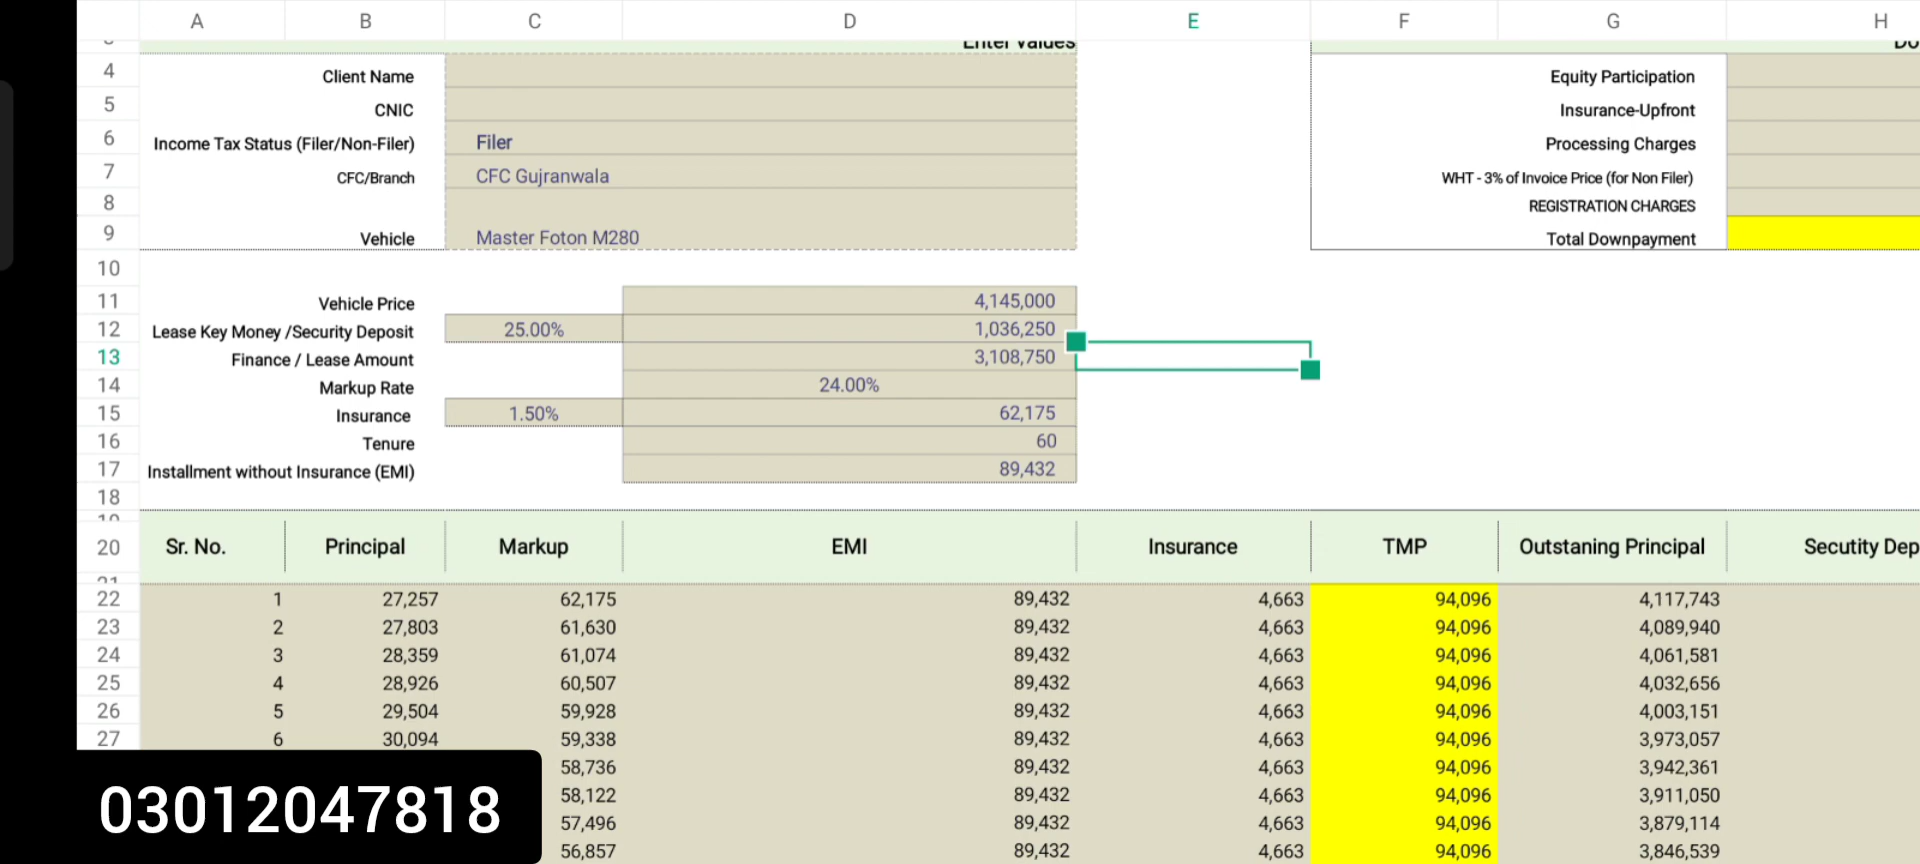 A B C D E F G H
Enter Values
4 Client Name Equity Participation
5 CNIC Insurance-Upfront
6 Income Tax Status (Filer/Non-Filer) Filer Processing Charges
7 CFC/Branch CFC Gujranwala WHT - 3% of Invoice Price (for Non Filer)
8 REGISTRATION CHARGES
9 Vehicle Master Foton M280 Total Downpayment
10
11 Vehicle Price 4,145,000
12 Lease Key Money /Security Deposit 25.00% 1,036,250
13 Finance / Lease Amount 3,108,750
14 Markup Rate 24.00%
15 Insurance 1.50% 62,175
16 Tenure 60
17 Installment without Insurance (EMI) 89,432
18
20 Sr. No. Principal Markup EMI Insurance TMP Outstaning Principal Secutity Dep
22 1 27,257 62,175 89,432 4,663 94,096 4,117,743
23 2 27,803 61,630 89,432 4,663 94,096 4,089,940
24 3 28,359 61,074 89,432 4,663 94,096 4,061,581
25 4 28,926 60,507 89,432 4,663 94,096 4,032,656
26 5 29,504 59,928 89,432 4,663 94,096 4,003,151
27 6 30,094 59,338 89,432 4,663 94,096 3,973,057
58,736 89,432 4,663 94,096 3,942,361
58,122 89,432 4,663 94,096 3,911,050
57,496 89,432 4,663 94,096 3,879,114
56,857 89,432 4,663 94,096 3,846,539
03012047818